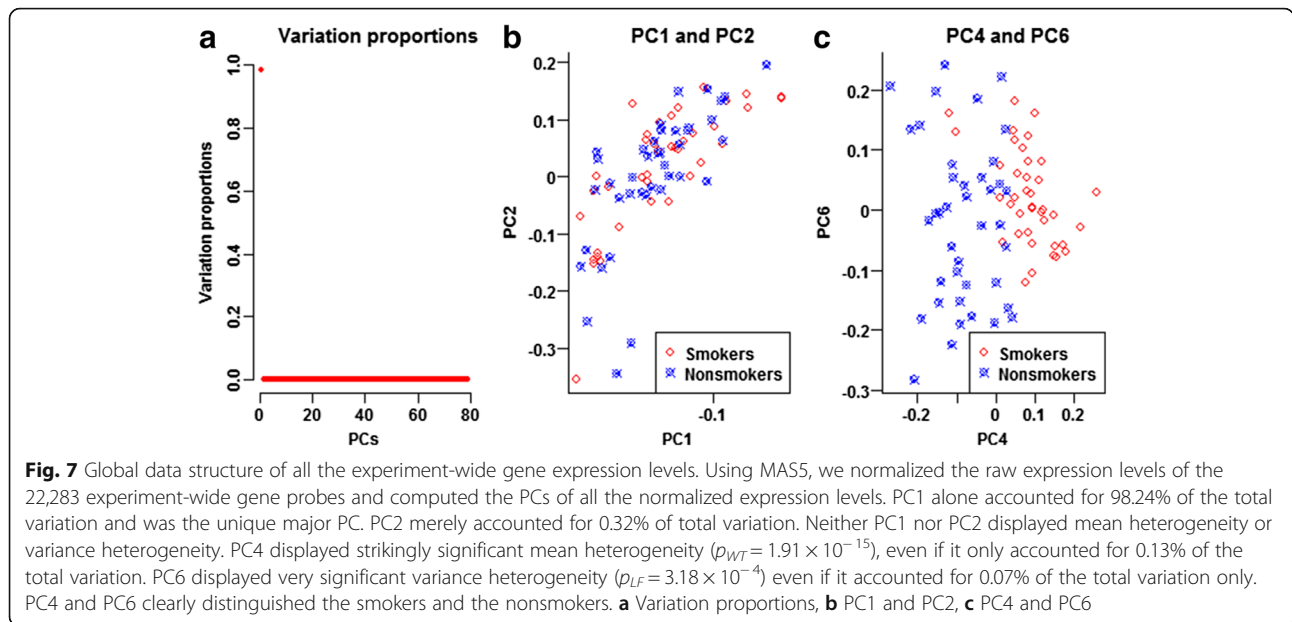 a Variation proportions
Variation proportions
1.0
0.8
0.6
0.4
0.2
0.0
0 20 40 60 80
PCs
b PC1 and PC2
PC2
0.2
0.1
0
-0.1
-0.2
-0.3
Smokers
Nonsmokers
-0.1
PC1
c PC4 and PC6
PC6
0.2
0.1
0
-0.1
-0.2
-0.3
Smokers
Nonsmokers
-0.2 0 0.1 0.2
PC4
Fig. 7 Global data structure of all the experiment-wide gene expression levels. Using MAS5, we normalized the raw expression levels of the
22,283 experiment-wide gene probes and computed the PCs of all the normalized expression levels. PC1 alone accounted for 98.24% of the total
variation and was the unique major PC. PC2 merely accounted for 0.32% of total variation. Neither PC1 nor PC2 displayed mean heterogeneity or
variance heterogeneity. PC4 displayed strikingly significant mean heterogeneity (pWT = 1.91 × 10− 15), even if it only accounted for 0.13% of the
total variation. PC6 displayed very significant variance heterogeneity (pLF = 3.18 × 10− 4) even if it accounted for 0.07% of the total variation only.
PC4 and PC6 clearly distinguished the smokers and the nonsmokers. a Variation proportions, b PC1 and PC2, c PC4 and PC6